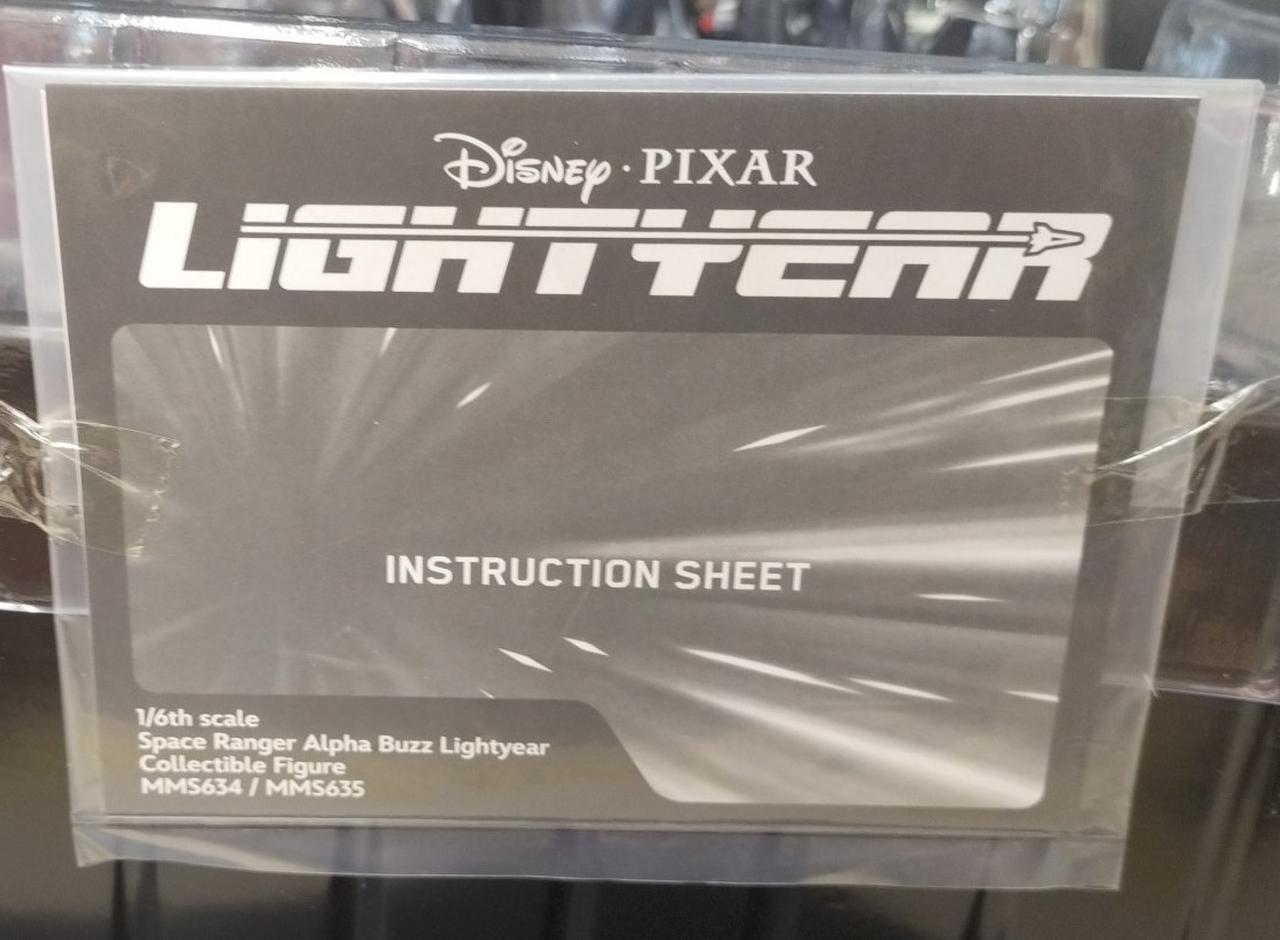 Disney · PIXAR
LIGHTYEAR
INSTRUCTION SHEET
1/6th scale
Space Ranger Alpha Buzz Lightyear
Collectible Figure
MMS634 / MMS635